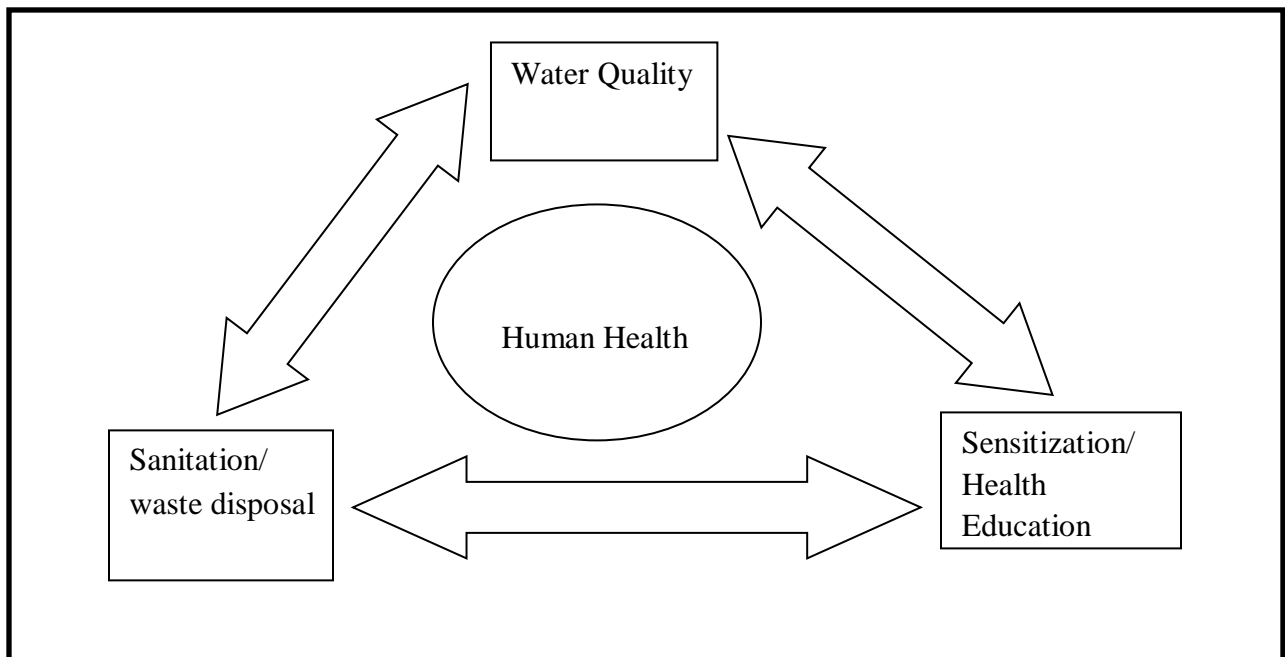 Water Quality
Human Health
Sanitation/
waste disposal
Sensitization/
Health
Education